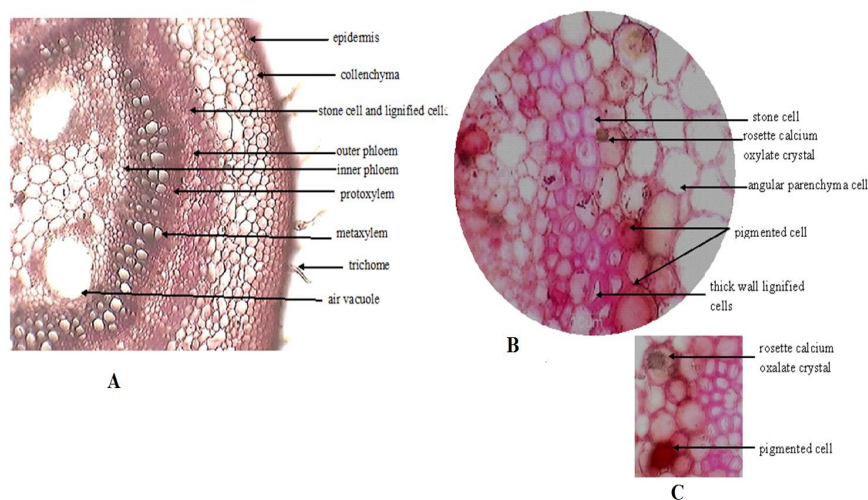 epidermis
collenchyma
stone cell and lignified cells
outer phloem
inner phloem
protoxylem
metaxylem
trichome
air vacuole
A
stone cell
rosette calcium
oxylate crystal
angular parenchyma cell
pigmented cell
thick wall lignified
cells
B
rosette calcium
oxalate crystal
pigmented cell
C